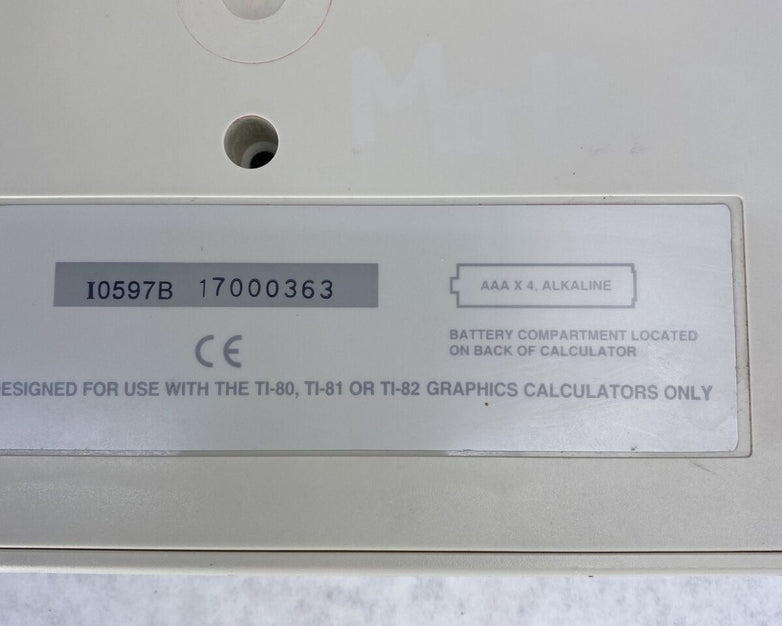 I0597B 17000363
AAA X 4, ALKALINE
CE
BATTERY COMPARTMENT LOCATED
ON BACK OF CALCULATOR
DESIGNED FOR USE WITH THE TI-80, TI-81 OR TI-82 GRAPHICS CALCULATORS ONLY